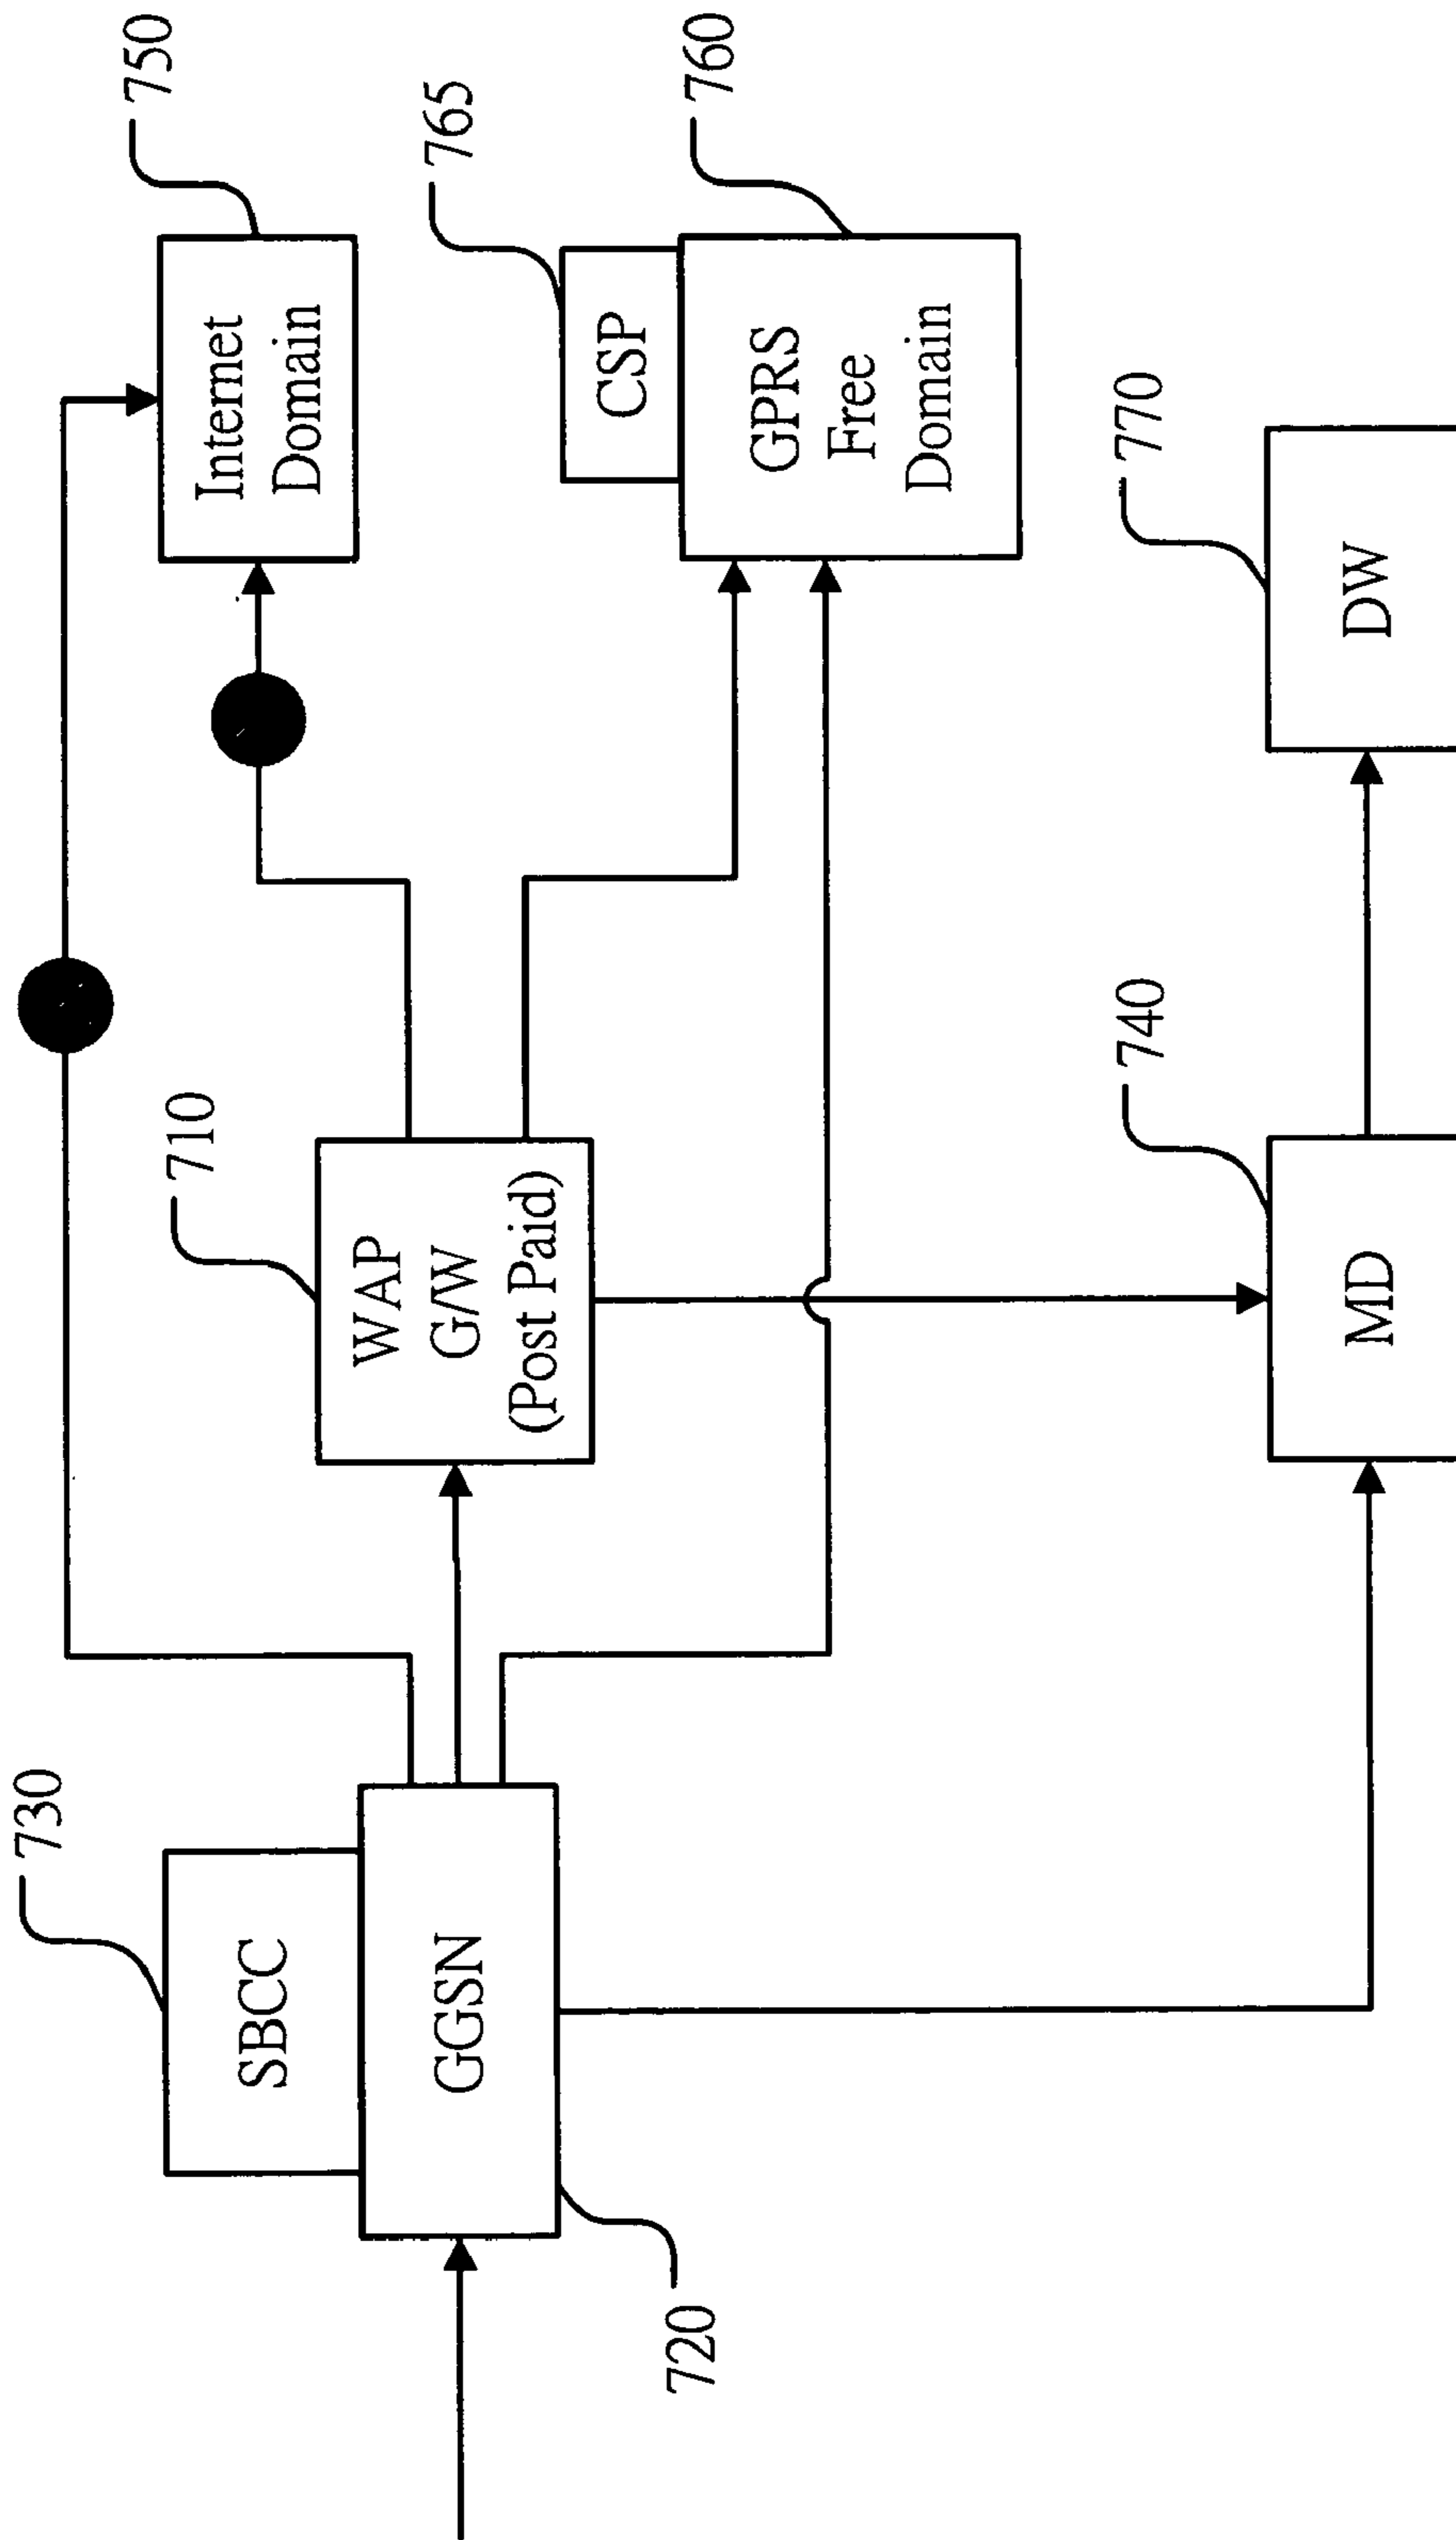 730
SBCC
GGSN
720
710
WAP
G/W
(Post Paid)
750
Internet
Domain
765
CSP
760
GPRS
Free
Domain
740
MD
770
DW